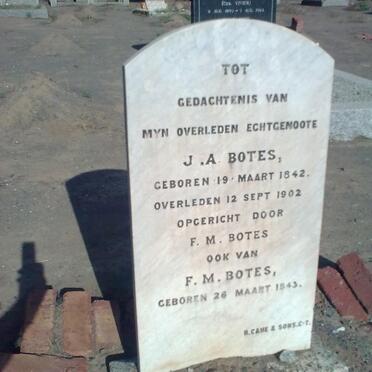 TOT
GEDACHTENIS VAN
MYN OVERLEDEN ECHTGENOOTE
J. A. BOTES,
GEBOREN 19 · MAART 1842.
OVERLEDEN 12 SEPT 1902
OPGERICHT DOOR
F. M. BOTES
OOK VAN
F. M. BOTES,
GEBOREN 26 MAART 1843.
R. CANE & SONS. C-T.